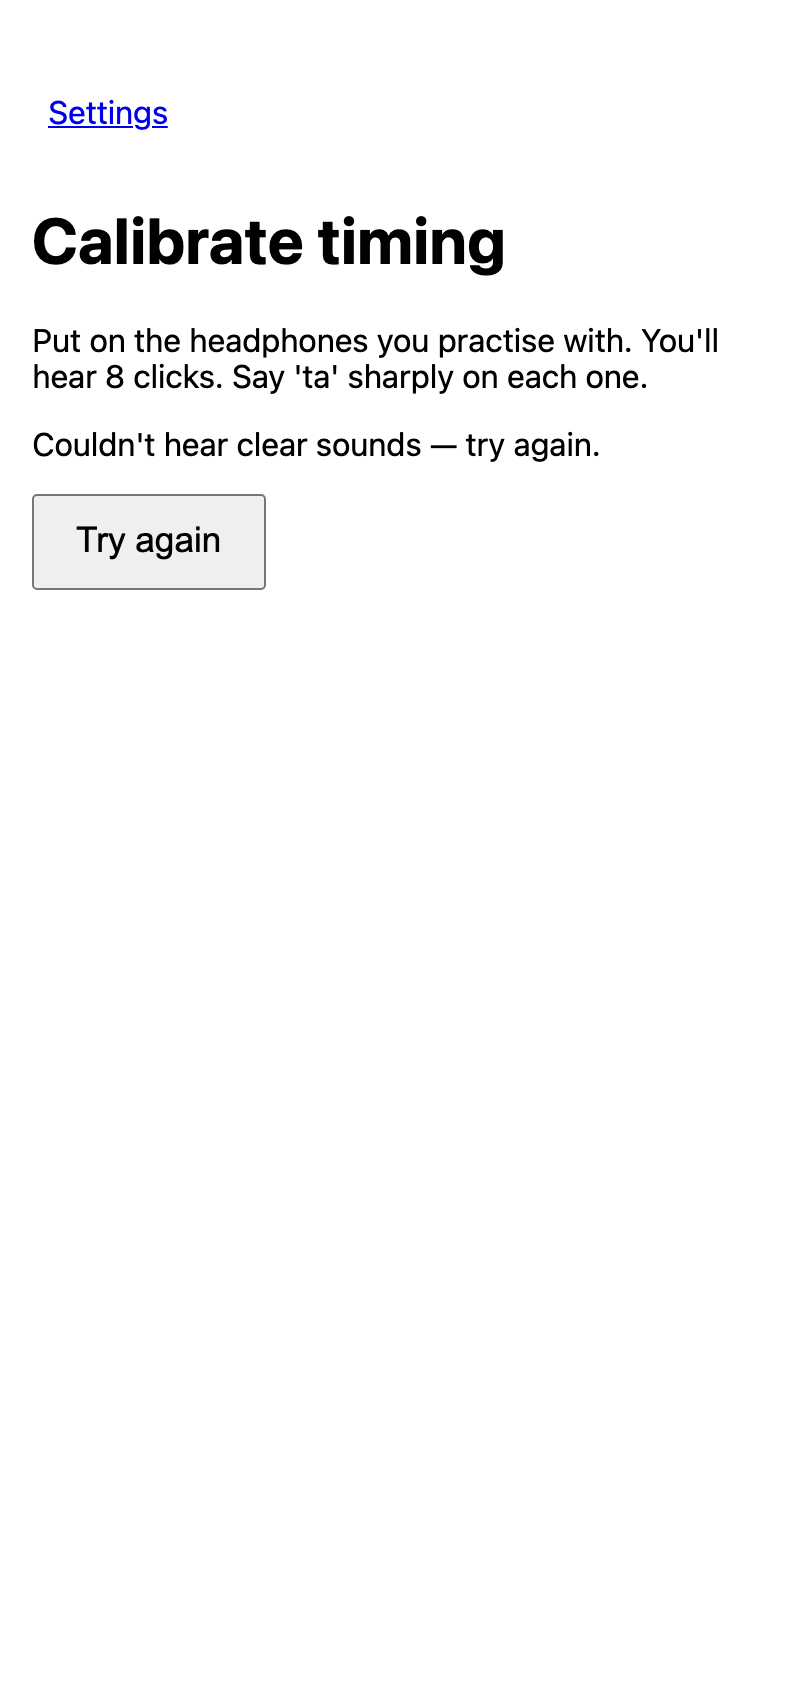 Settings
Calibrate timing
Put on the headphones you practise with. You'll
hear 8 clicks. Say 'ta' sharply on each one.
Couldn't hear clear sounds — try again.
Try again